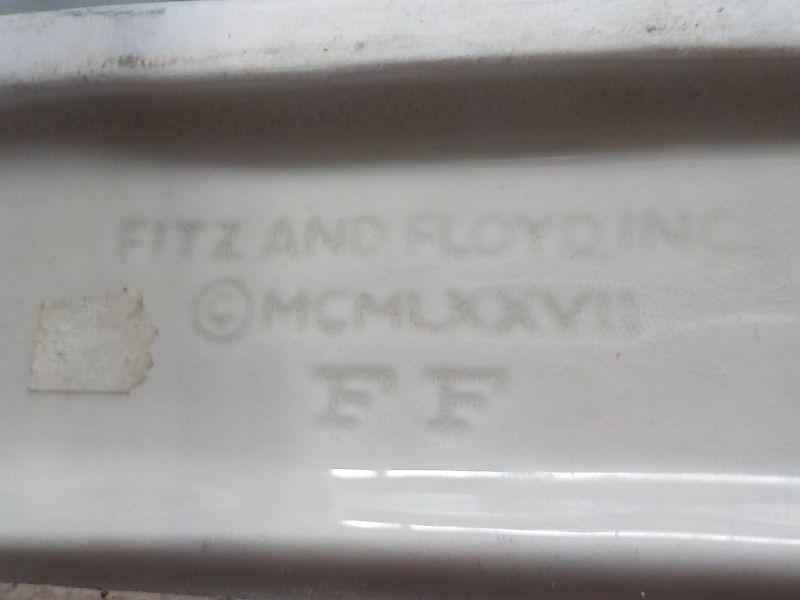 FITZ AND FLOYD, INC.
© MCMLXXVII
FF